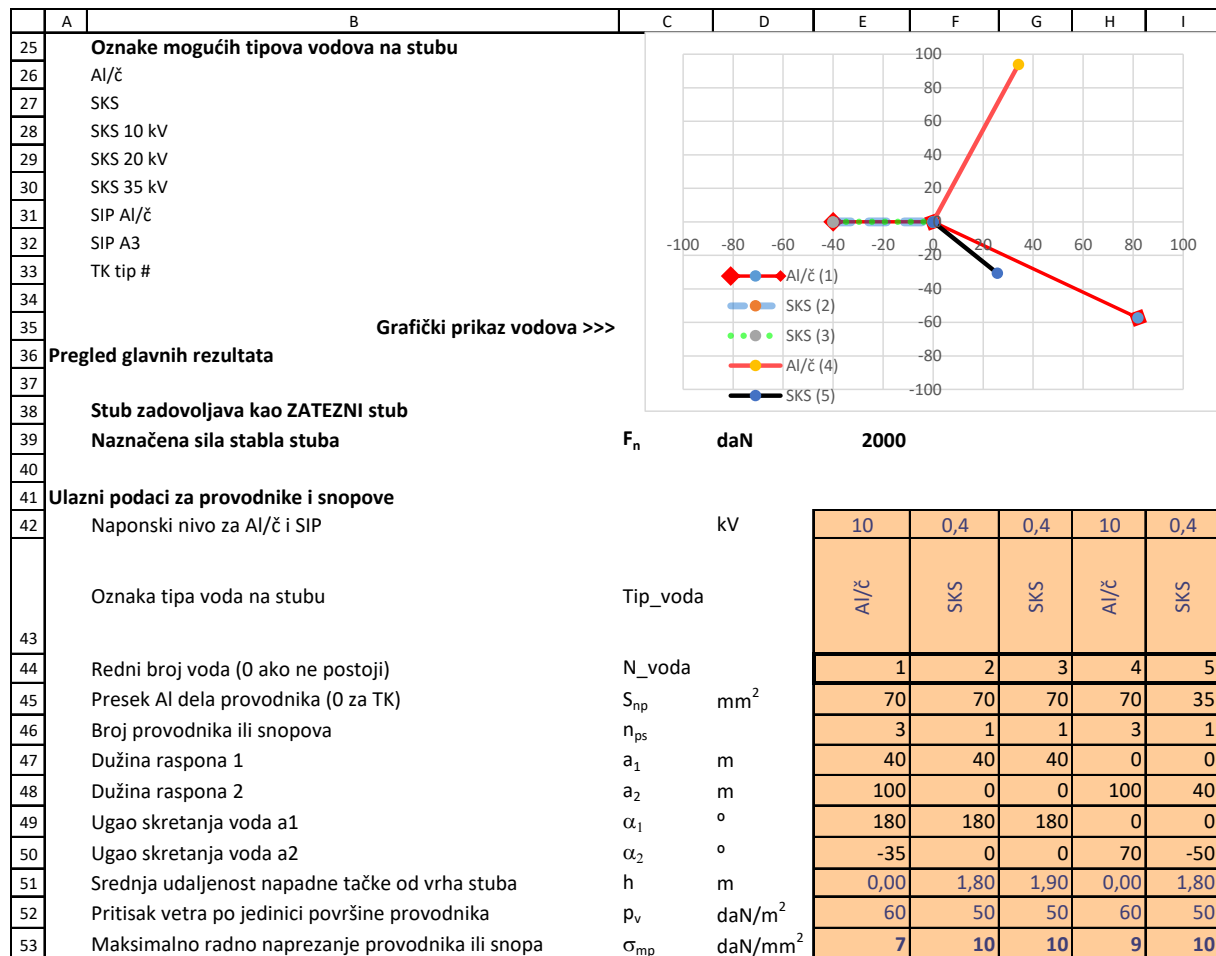 A B C D E F G H I
25 Oznake mogućih tipova vodova na stubu
26 Al/č
27 SKS
28 SKS 10 kV
29 SKS 20 kV
30 SKS 35 kV
31 SIP Al/č
32 SIP A3
33 TK tip #
34
35 Grafički prikaz vodova >>>
100
80
60
40
20
0
-20
-40
-60
-80
-100
-100 -80 -60 -40 -20 0 20 40 60 80 100
Al/č (1)
SKS (2)
SKS (3)
Al/č (4)
SKS (5)
36 Pregled glavnih rezultata
37
38 Stub zadovoljava kao ZATEZNI stub
39 Naznačena sila stabla stuba Fn daN 2000
40
41 Ulazni podaci za provodnike i snopove
42 Naponski nivo za Al/č i SIP kV 10 0,4 0,4 10 0,4
43 Oznaka tipa voda na stubu Tip_voda Al/č SKS SKS Al/č SKS
44 Redni broj voda (0 ako ne postoji) N_voda 1 2 3 4 5
45 Presek Al dela provodnika (0 za TK) Snp mm² 70 70 70 70 35
46 Broj provodnika ili snopova nps 3 1 1 3 1
47 Dužina raspona 1 a1 m 40 40 40 0 0
48 Dužina raspona 2 a2 m 100 0 0 100 40
49 Ugao skretanja voda a1 α1 º 180 180 180 0 0
50 Ugao skretanja voda a2 α2 º -35 0 0 70 -50
51 Srednja udaljenost napadne tačke od vrha stuba h m 0,00 1,80 1,90 0,00 1,80
52 Pritisak vetra po jedinici površine provodnika pv daN/m² 60 50 50 60 50
53 Maksimalno radno naprezanje provodnika ili snopa σmp daN/mm² 7 10 10 9 10